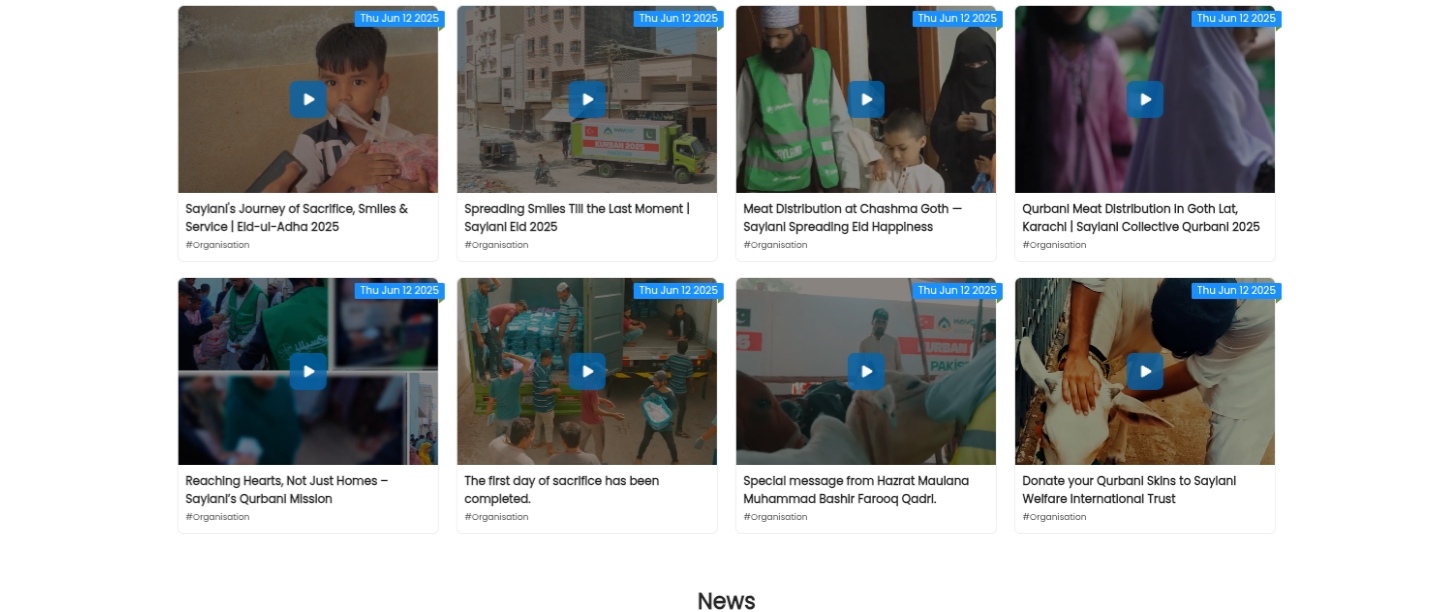 Thu Jun 12 2025
Thu Jun 12 2025
Thu Jun 12 2025
Thu Jun 12 2025
KURBAN 2025
Saylani's Journey of Sacrifice, Smiles &
Service | Eid-ul-Adha 2025
#Organisation
Spreading Smiles Till the Last Moment |
Saylani Eid 2025
#Organisation
Meat Distribution at Chashma Goth —
Saylani Spreading Eid Happiness
#Organisation
Qurbani Meat Distribution in Goth Lat,
Karachi | Saylani Collective Qurbani 2025
#Organisation
Thu Jun 12 2025
Thu Jun 12 2025
Thu Jun 12 2025
Thu Jun 12 2025
URBAN
PAKİS
Reaching Hearts, Not Just Homes –
Saylani's Qurbani Mission
#Organisation
The first day of sacrifice has been
completed.
#Organisation
Special message from Hazrat Maulana
Muhammad Bashir Farooq Qadri.
#Organisation
Donate your Qurbani Skins to Saylani
Welfare International Trust
#Organisation
News